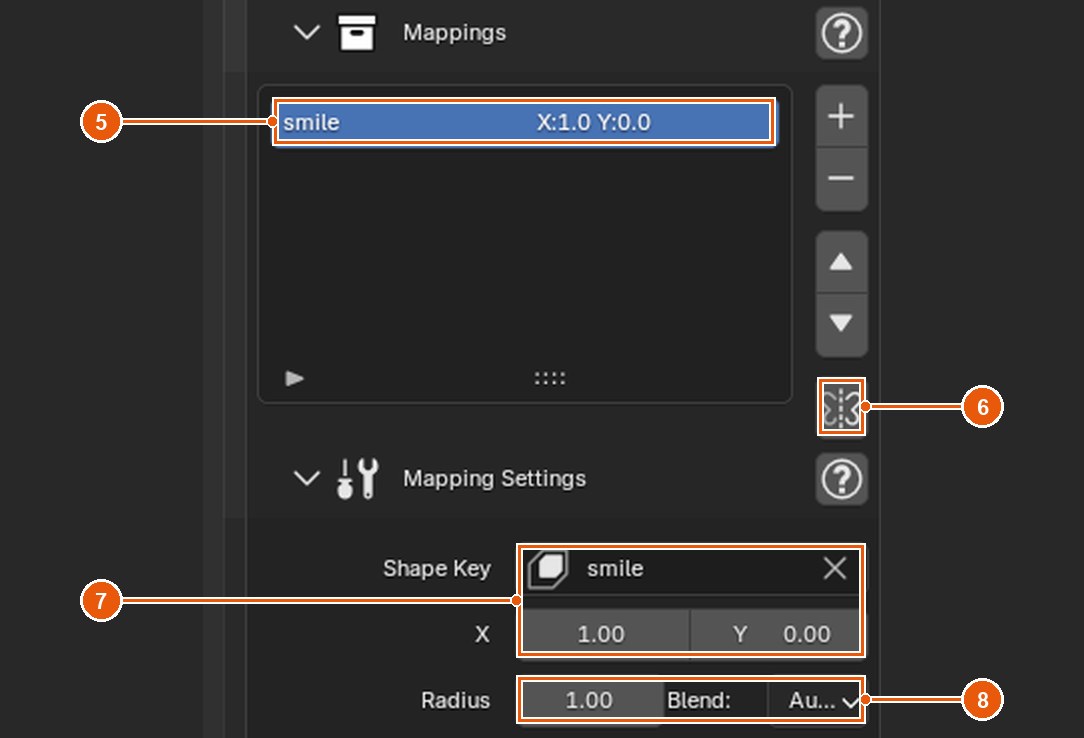 Mappings
5
smile X:1.0 Y:0.0
6
Mapping Settings
Shape Key smile
7
X 1.00 Y 0.00
Radius 1.00 Blend: Au...
8